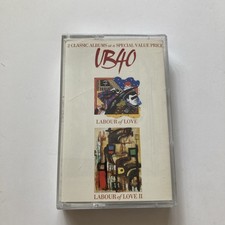 2 CLASSIC ALBUMS at a SPECIAL VALUE PRICE
UB40
LABOUR of LOVE
LABOUR of LOVE II